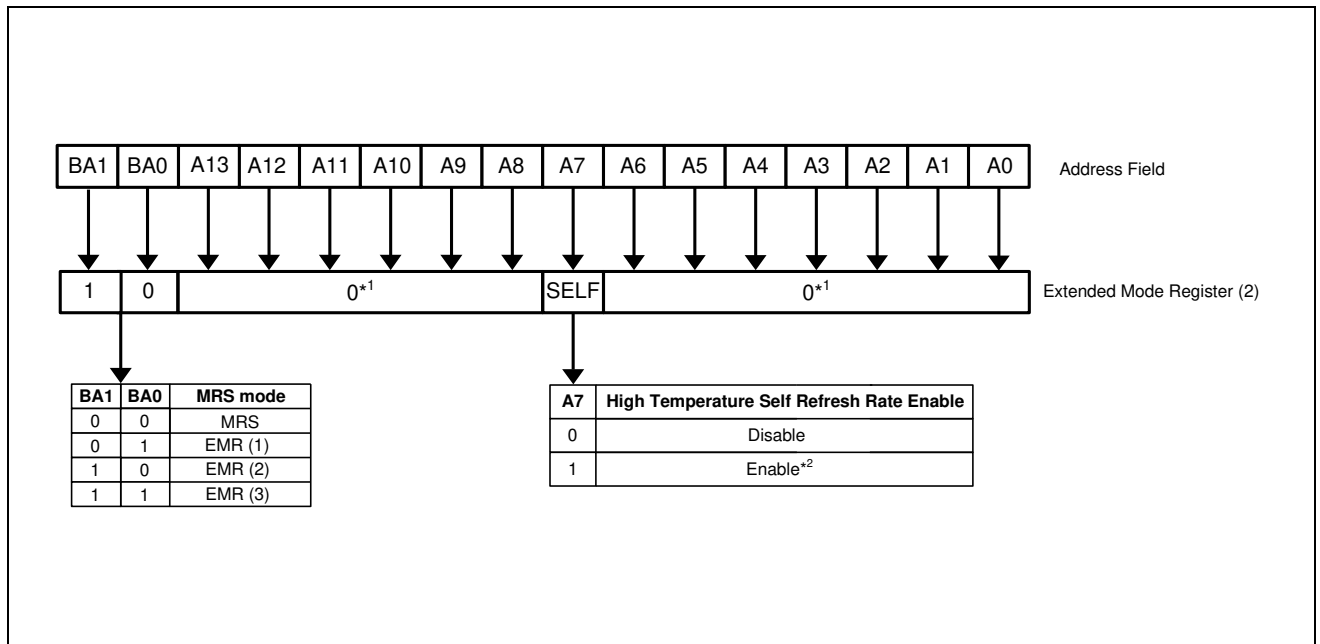 BA1 BA0 A13 A12 A11 A10 A9 A8 A7 A6 A5 A4 A3 A2 A1 A0 Address Field
1 0 0*1 SELF 0*1 Extended Mode Register (2)
BA1 BA0 MRS mode
0 0 MRS
0 1 EMR (1)
1 0 EMR (2)
1 1 EMR (3)
A7 High Temperature Self Refresh Rate Enable
0 Disable
1 Enable*2